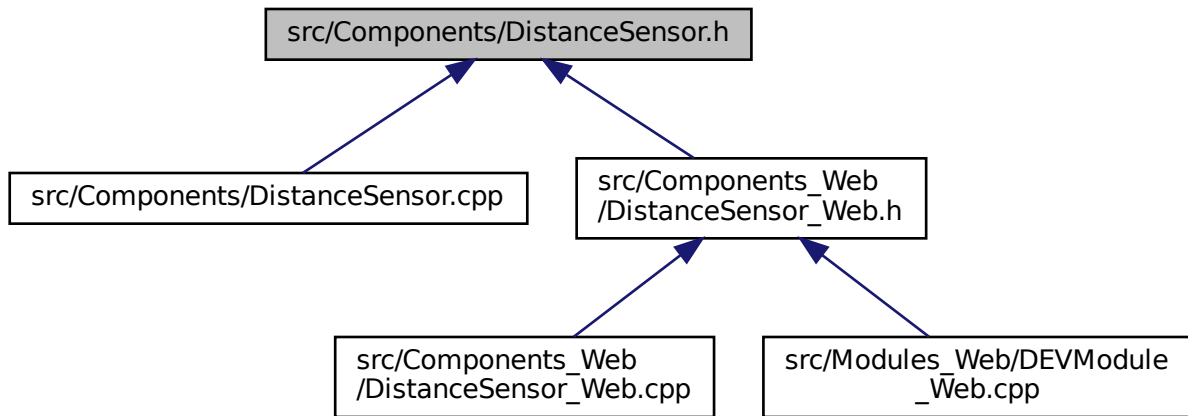 src/Components/DistanceSensor.h
src/Components/DistanceSensor.cpp
src/Components_Web
/DistanceSensor_Web.h
src/Components_Web
/DistanceSensor_Web.cpp
src/Modules_Web/DEVModule
_Web.cpp